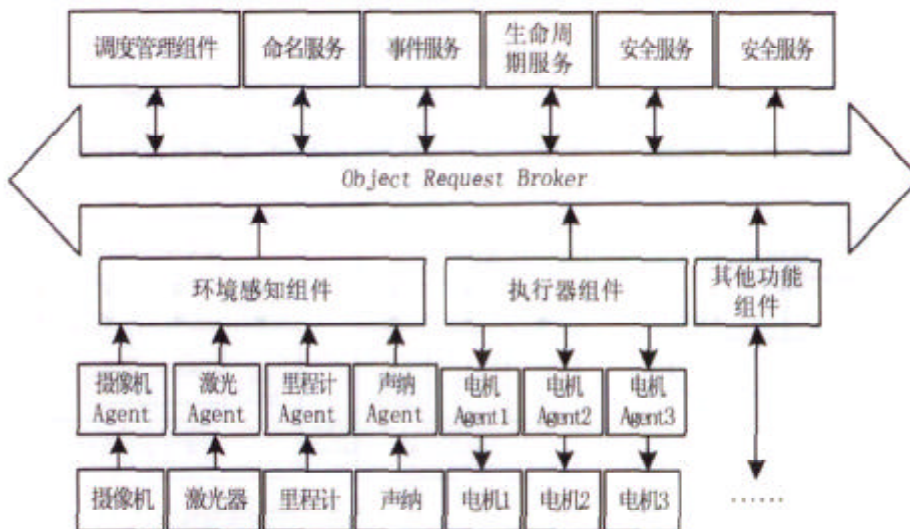 调度管理组件
命名服务
事件服务
生命周
期服务
安全服务
安全服务
Object Request Broker
环境感知组件
执行器组件
其他功能
组件
摄像机
Agent
激光
Agent
里程计
Agent
声纳
Agent
电机
Agent1
电机
Agent2
电机
Agent3
摄像机
激光器
里程计
声纳
电机1
电机2
电机3
……